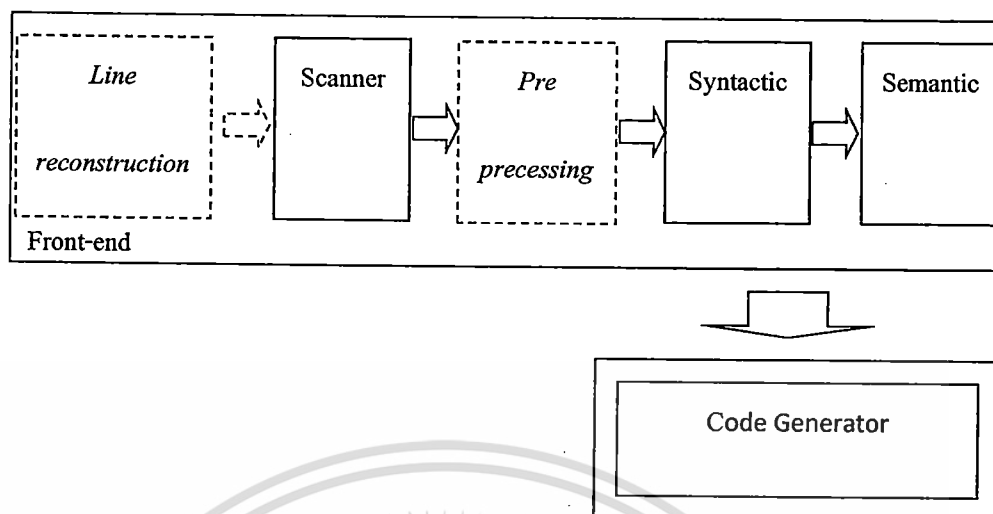 Line
reconstruction
Scanner
Pre
precessing
Syntactic
Semantic
Front-end
Code Generator